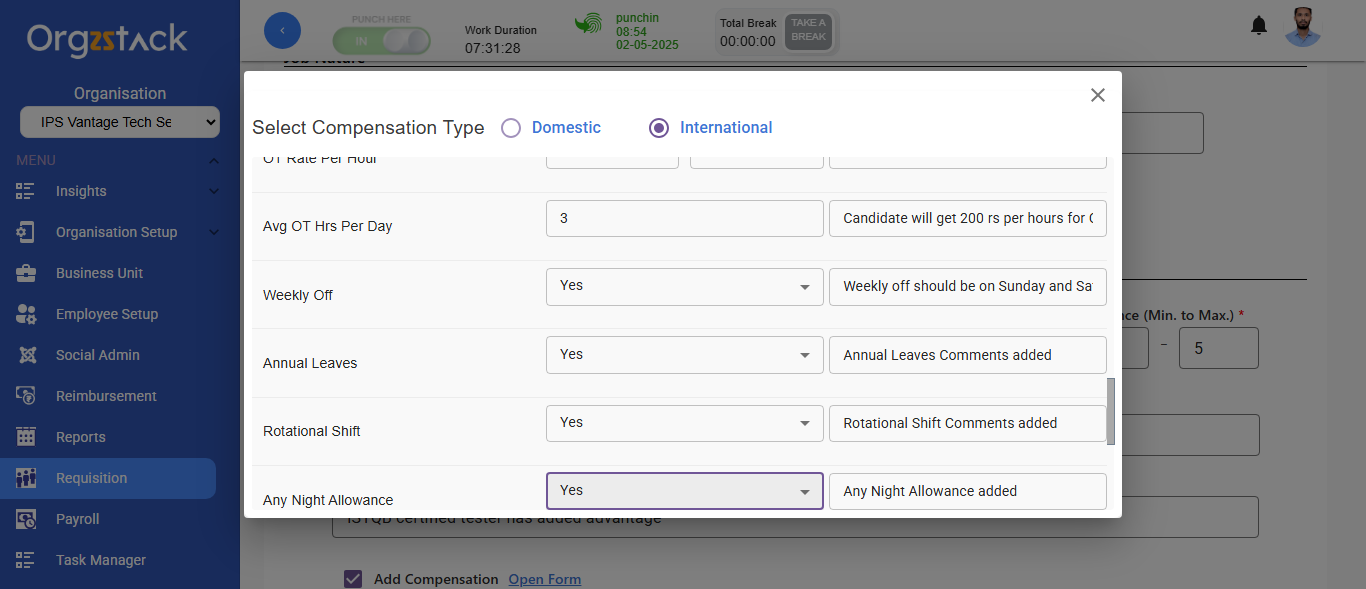 Orgzstack
Organisation
IPS Vantage Tech Se
MENU
Insights
Organisation Setup
Business Unit
Employee Setup
Social Admin
Reimbursement
Reports
Requisition
Payroll
Task Manager
PUNCH HERE
IN
Work Duration
07:31:28
punchin
08:54
02-05-2025
Total Break
00:00:00
TAKE A
BREAK
Job Nature
Select Compensation Type
Domestic
International
OT Rate Per Hour
Avg OT Hrs Per Day
3
Candidate will get 200 rs per hours for
Weekly Off
Yes
Weekly off should be on Sunday and Sa
Annual Leaves
Yes
Annual Leaves Comments added
Rotational Shift
Yes
Rotational Shift Comments added
Any Night Allowance
Yes
Any Night Allowance added
nce (Min. to Max.) *
–
5
ISTQB certified tester has added advantage
Add Compensation
Open Form